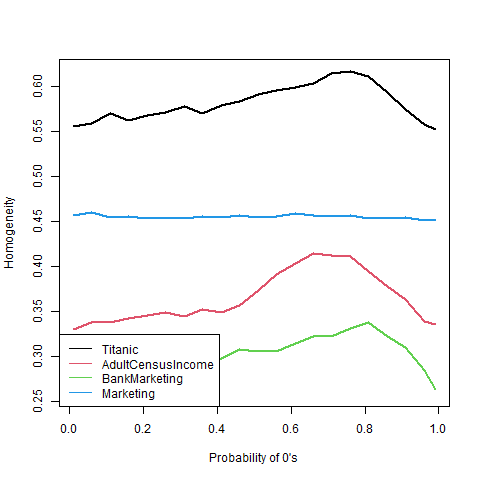 Homogeneity
0.60
0.55
0.50
0.45
0.40
0.35
0.30
0.25
Titanic
AdultCensusIncome
BankMarketing
Marketing
0.0 0.2 0.4 0.6 0.8 1.0
Probability of 0's